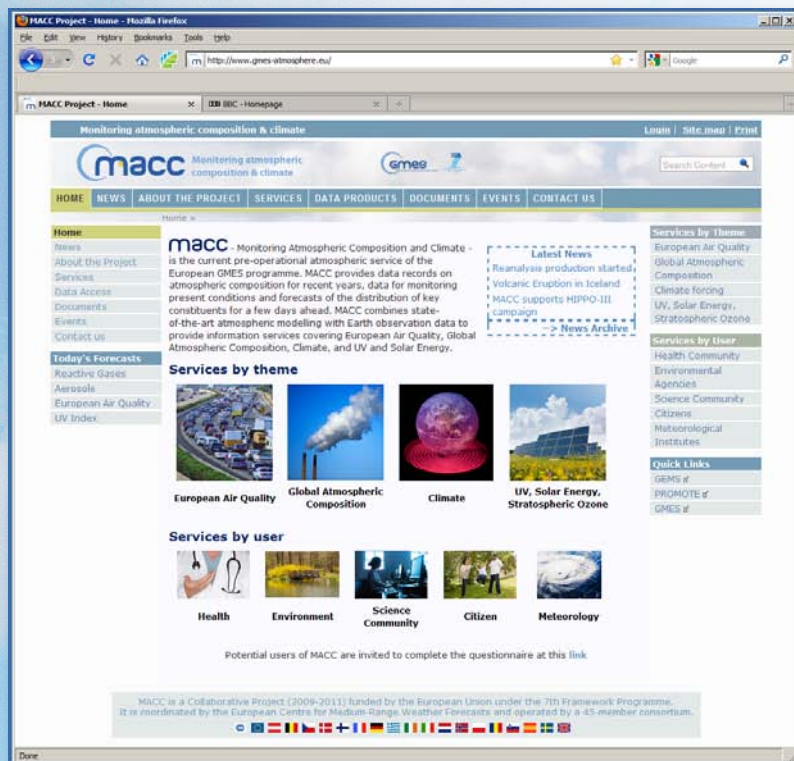 MACC Project - Home - Mozilla Firefox
File Edit View History Bookmarks Tools Help
http://www.gmes-atmosphere.eu/
Google
MACC Project - Home
BBC - Homepage
Monitoring atmospheric composition & climate
Login | Site map | Print
macc Monitoring atmospheric
composition & climate
Gmes
Search Content
HOME NEWS ABOUT THE PROJECT SERVICES DATA PRODUCTS DOCUMENTS EVENTS CONTACT US
Home »
Home
News
About the Project
Services
Data Access
Documents
Events
Contact us
Today's Forecasts
Reactive Gases
Aerosols
European Air Quality
UV Index
macc - Monitoring Atmospheric Composition and Climate -
is the current pre-operational atmospheric service of the
European GMES programme. MACC provides data records on
atmospheric composition for recent years, data for monitoring
present conditions and forecasts of the distribution of key
constituents for a few days ahead. MACC combines state-
of-the-art atmospheric modelling with Earth observation data to
provide information services covering European Air Quality, Global
Atmospheric Composition, Climate, and UV and Solar Energy.
Latest News
Reanalysis production started
Volcanic Eruption in Iceland
MACC supports HIPPO-III
campaign
--> News Archive
Services by theme
European Air Quality
Global Atmospheric
Composition
Climate
UV, Solar Energy,
Stratospheric Ozone
Services by user
Health
Environment
Science
Community
Citizen
Meteorology
Potential users of MACC are invited to complete the questionnaire at this link
Services by Theme
European Air Quality
Global Atmospheric
Composition
Climate forcing
UV, Solar Energy,
Stratospheric Ozone
Services by User
Health Community
Environmental
Agencies
Science Community
Citizens
Meteorological
Institutes
Quick Links
GEMS
PROMOTE
GMES
MACC is a Collaborative Project (2009-2011) funded by the European Union under the 7th Framework Programme.
It is coordinated by the European Centre for Medium-Range Weather Forecasts and operated by a 45-member consortium.
Done